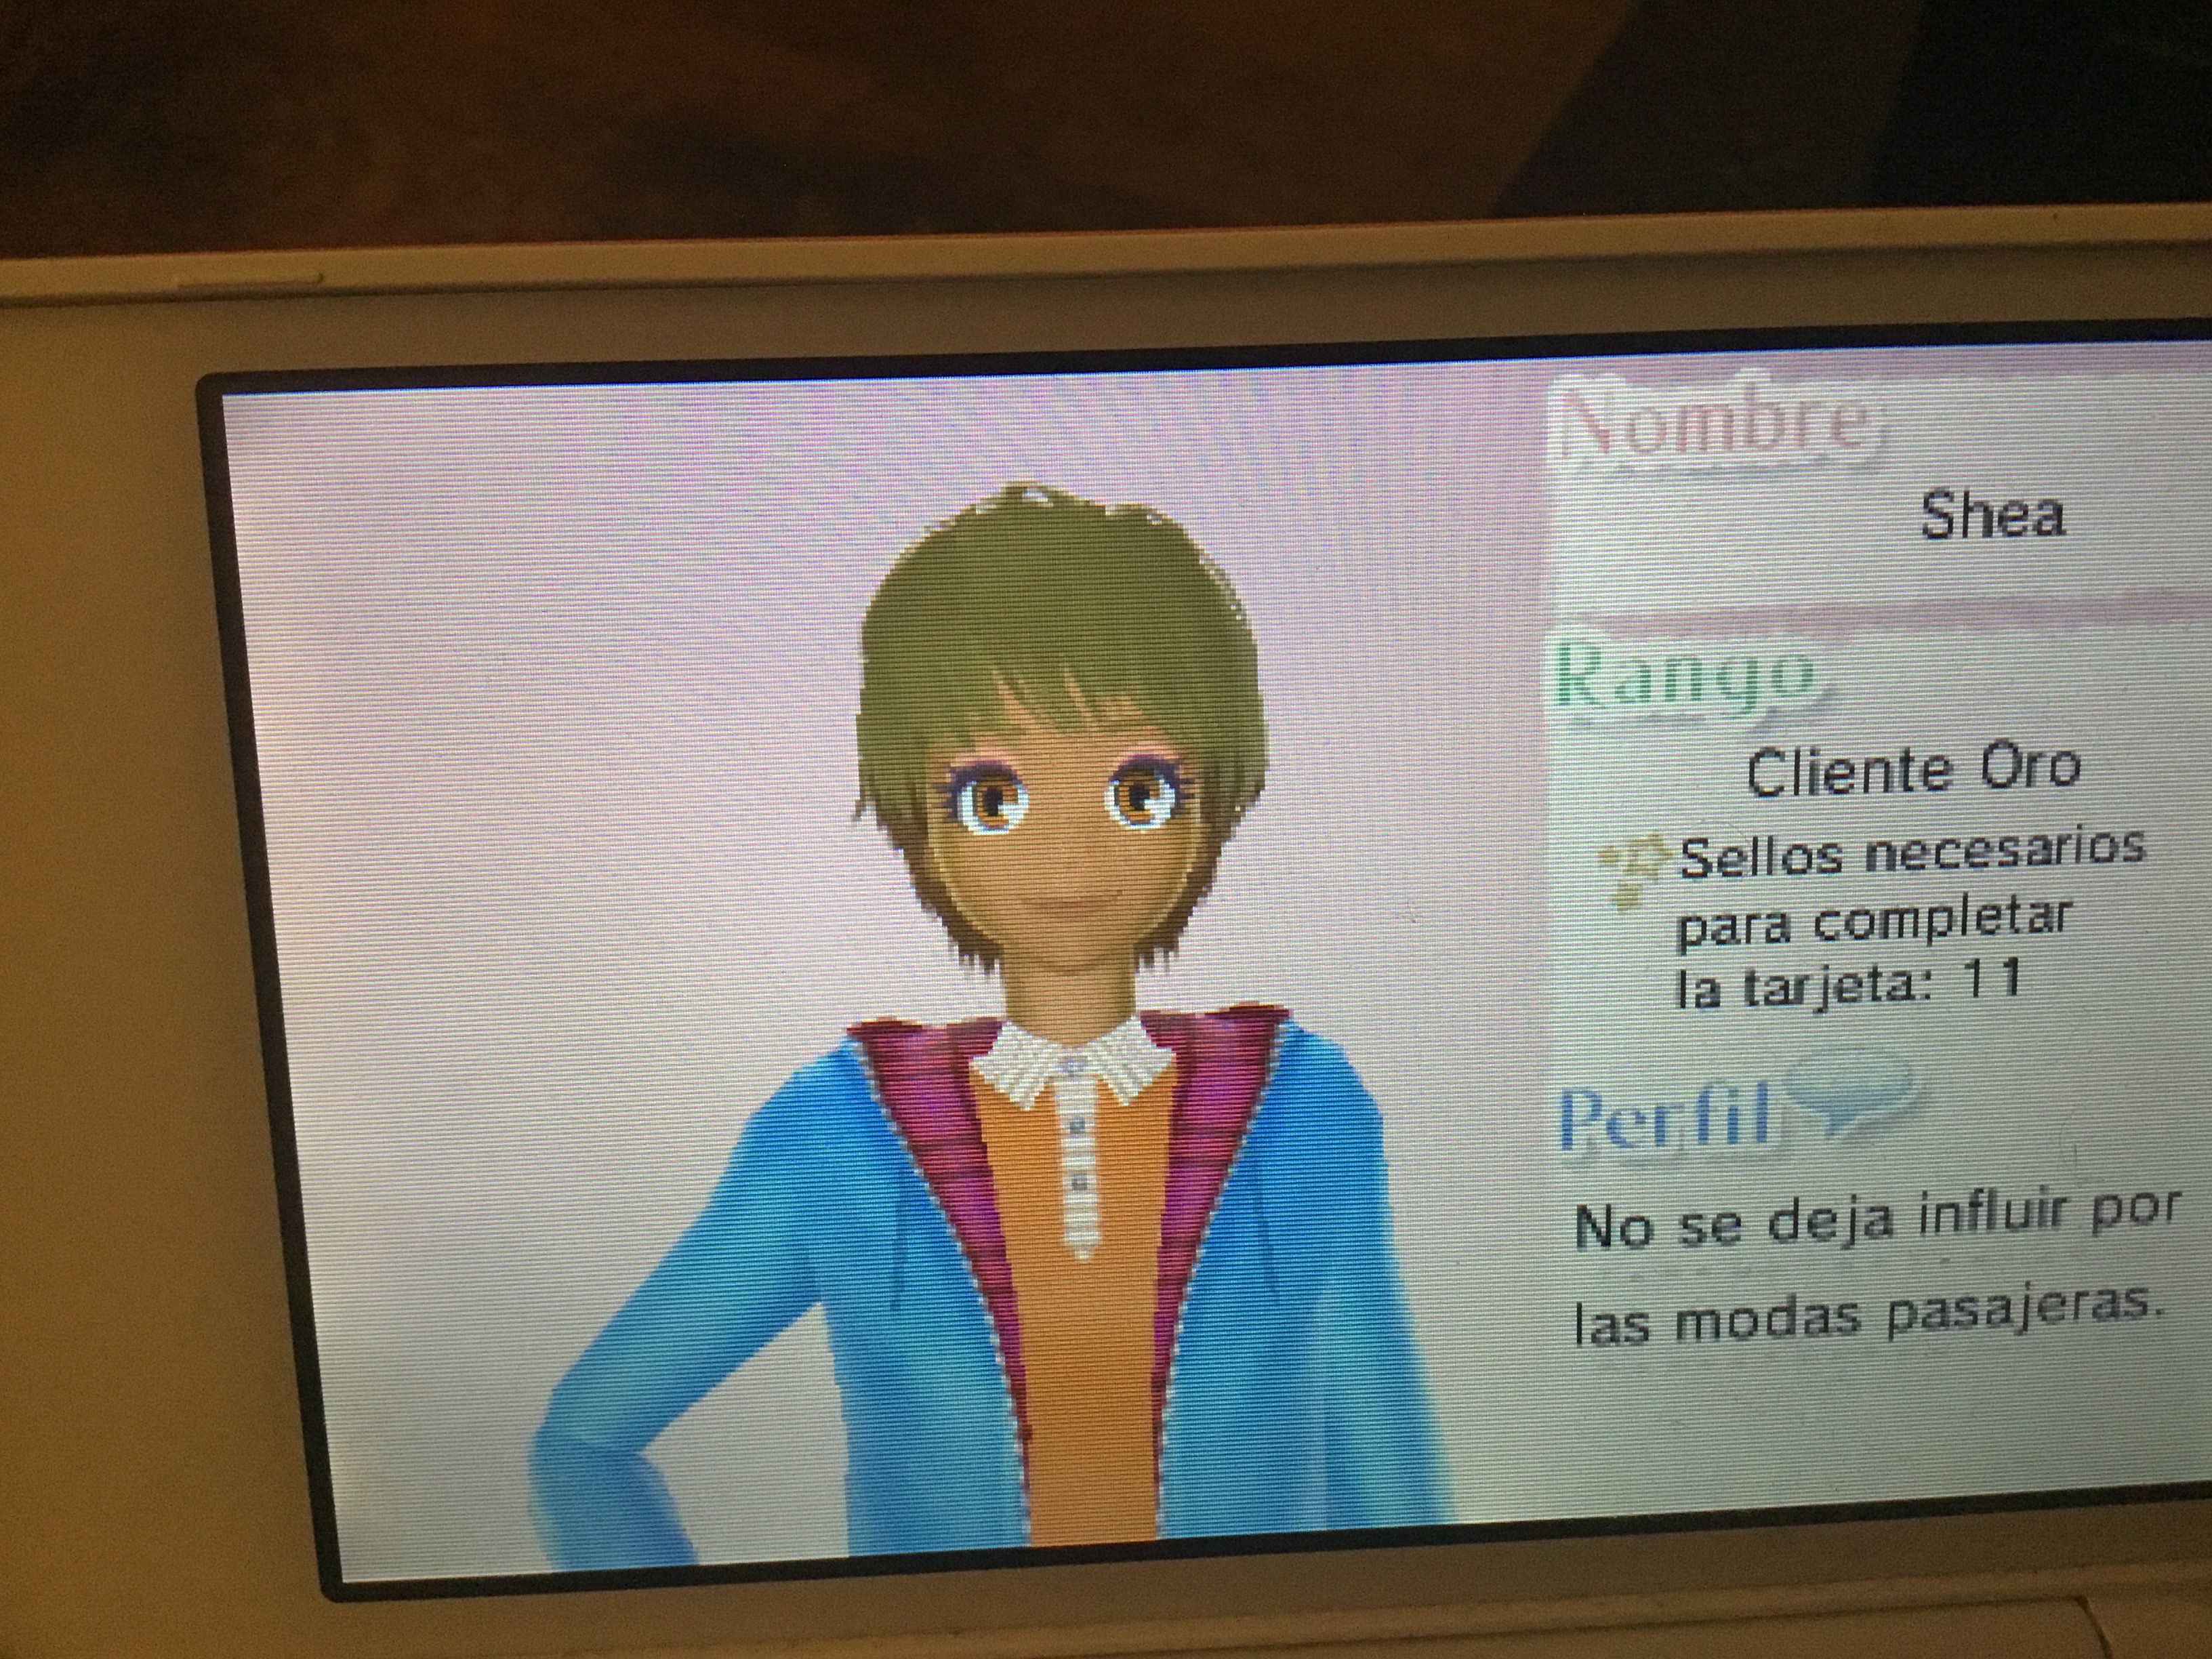 Nombre
Shea
Rango
Cliente Oro
Sellos necesarios
para completar
la tarjeta: 11
Perfil
No se deja influir por
las modas pasajeras.